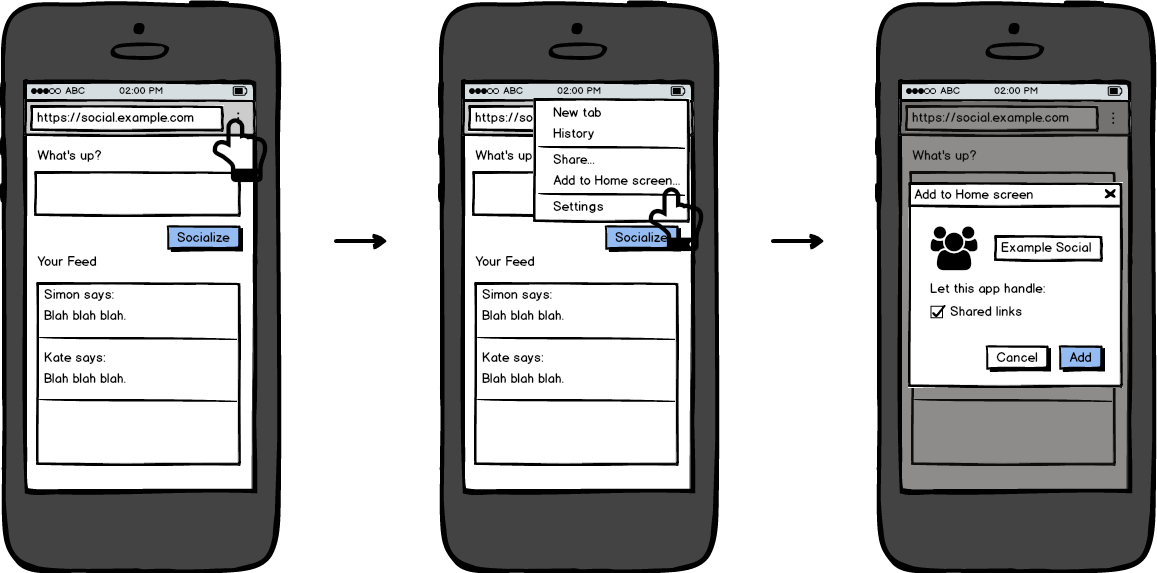 ABC 02:00 PM
https://social.example.com
What's up?
Socialize
Your Feed
Simon says:
Blah blah blah.
Kate says:
Blah blah blah.
ABC 02:00 PM
https://so
New tab
History
What's up
Share...
Add to Home screen...
Settings
Socialize
Your Feed
Simon says:
Blah blah blah.
Kate says:
Blah blah blah.
ABC 02:00 PM
https://social.example.com
What's up?
Add to Home screen
Example Social
Let this app handle:
Shared links
Cancel Add